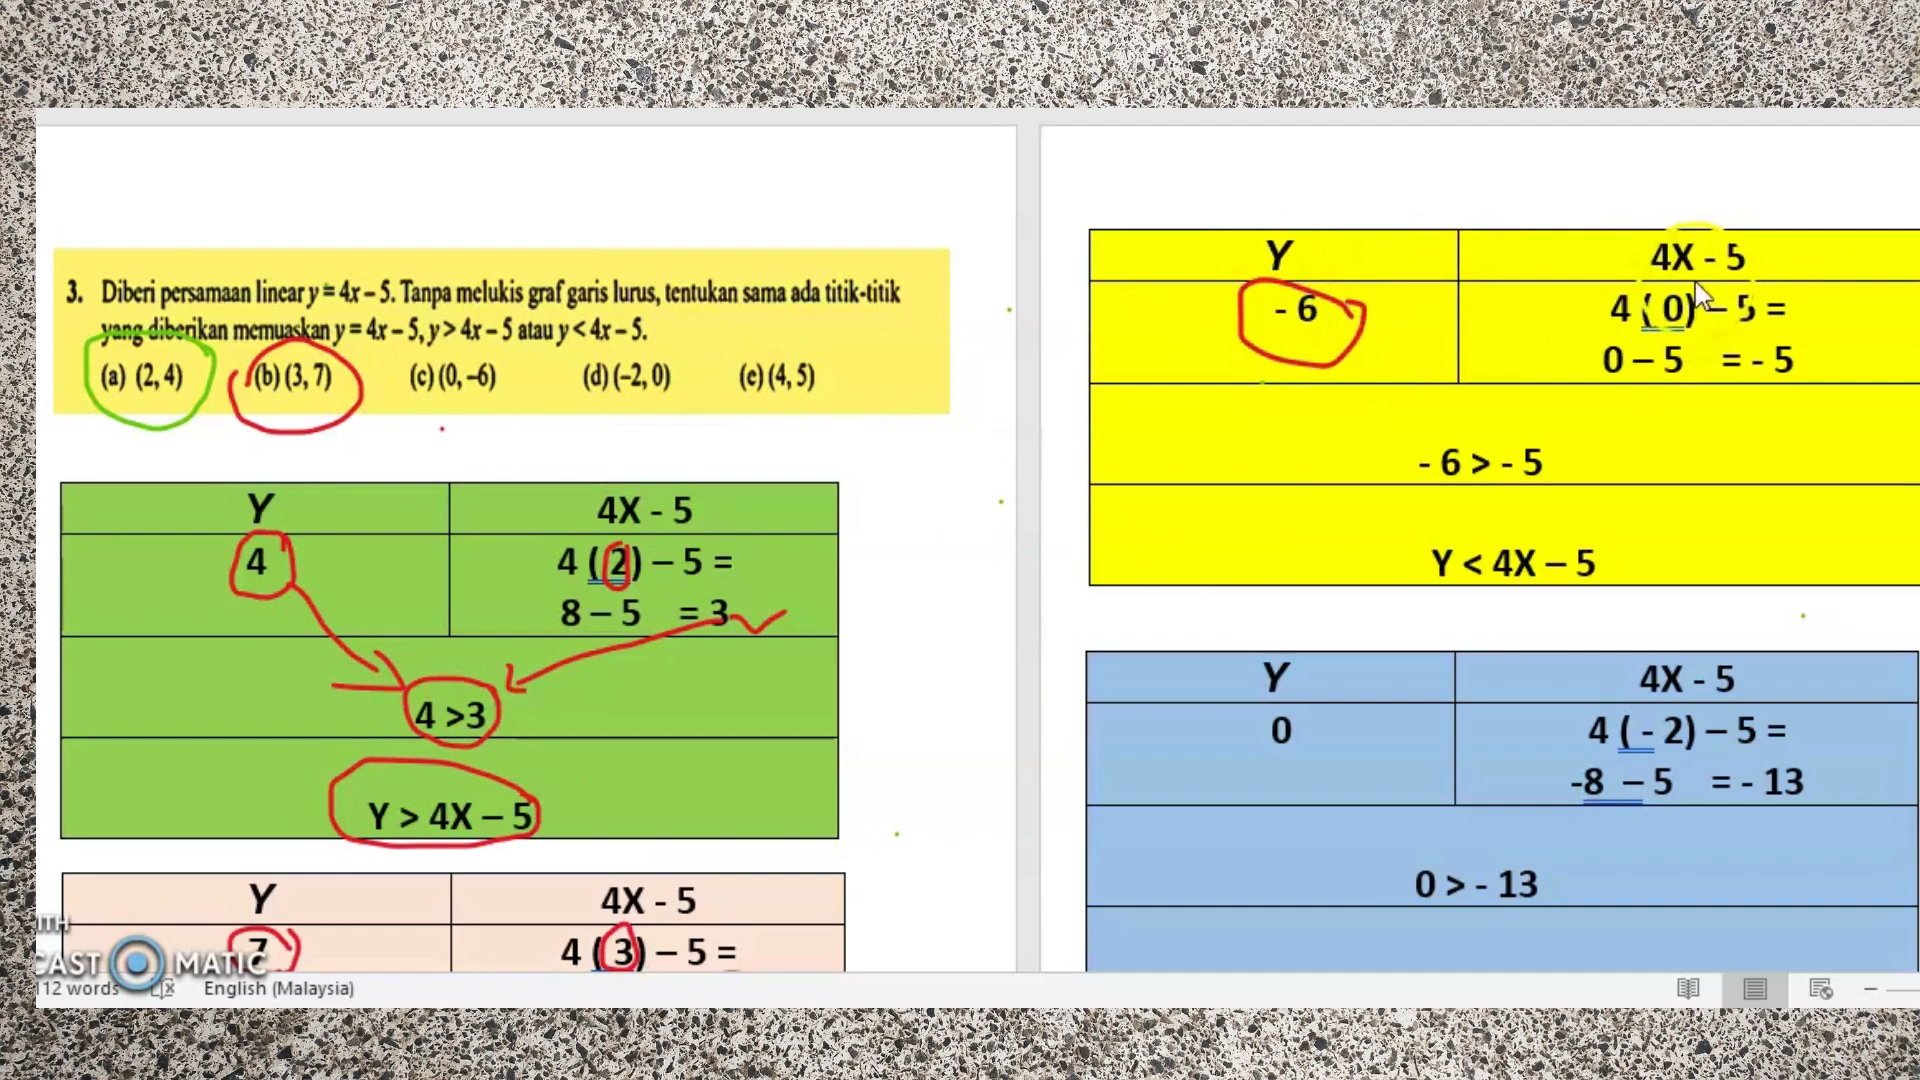 3. Diberi persamaan linear y = 4x – 5. Tanpa melukis graf garis lurus, tentukan sama ada titik-titik
yang diberikan memuaskan y = 4x – 5, y > 4x – 5 atau y < 4x – 5.
(a) (2, 4) (b) (3, 7) (c) (0, –6) (d) (–2, 0) (e) (4, 5)
Y 4X - 5
4 4 ( 2) – 5 =
8 – 5 = 3
4 >3
Y > 4X – 5
Y 4X - 5
7 4 ( 3) – 5 =
Y 4X - 5
- 6 4 ( 0) – 5 =
0 – 5 = - 5
- 6 > - 5
Y < 4X – 5
Y 4X - 5
0 4 ( - 2) – 5 =
-8 – 5 = - 13
0 > - 13
ITH
CAST MATIC
112 words English (Malaysia)